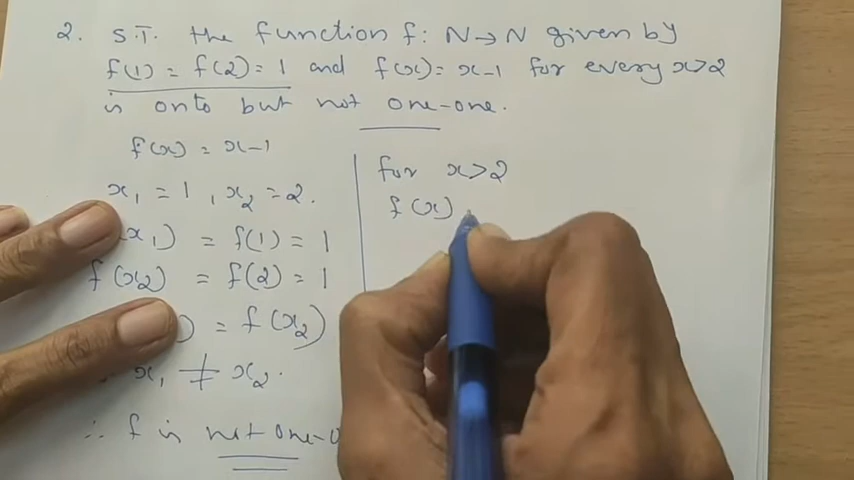 2. S.T. the function f: N→N given by
f(1) = f(2) = 1 and f(x) = x-1 for every x>2
is onto but not one-one.
f(x) = x-1
x₁ = 1, x₂ = 2.
x₁) = f(1) = 1
f(x₂) = f(2) = 1
) = f(x₂)
x₁ ≠ x₂.
∴ f is not one-
for x>2
f(x)